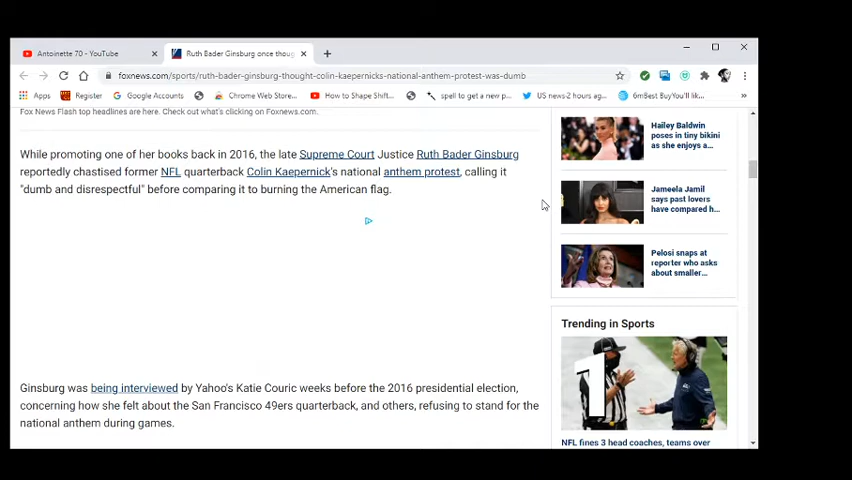 Antoinette 70 - YouTube
Ruth Bader Ginsburg once thoug
foxnews.com/sports/ruth-bader-ginsburg-thought-colin-kaepernicks-national-anthem-protest-was-dumb
Apps Register Google Accounts Chrome Web Store... How to Shape Shift... spell to get a new p... US news-2 hours ag... 6mBest BuyYou'll lik... »
Fox News Flash top headlines are here. Check out what's clicking on Foxnews.com.
While promoting one of her books back in 2016, the late Supreme Court Justice Ruth Bader Ginsburg
reportedly chastised former NFL quarterback Colin Kaepernick's national anthem protest, calling it
"dumb and disrespectful" before comparing it to burning the American flag.
Ginsburg was being interviewed by Yahoo's Katie Couric weeks before the 2016 presidential election,
concerning how she felt about the San Francisco 49ers quarterback, and others, refusing to stand for the
national anthem during games.
Hailey Baldwin
poses in tiny bikini
as she enjoys a...
Jameela Jamil
says past lovers
have compared h...
Pelosi snaps at
reporter who asks
about smaller...
Trending in Sports
1
NFL fines 3 head coaches, teams over